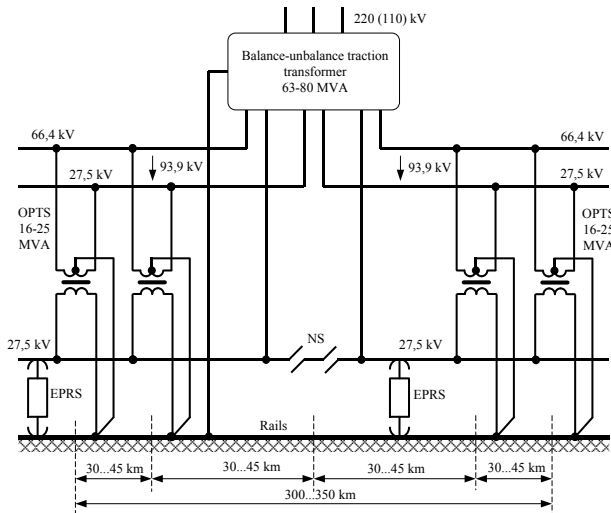 220 (110) kV
Balance-unbalance traction
transformer
63-80 MVA
66,4 kV
66,4 kV
27,5 kV
93,9 kV
93,9 kV
27,5 kV
OPTS
16-25
MVA
OPTS
16-25
MVA
27,5 kV
NS
27,5 kV
EPRS
EPRS
Rails
30...45 km
30...45 km
30...45 km
30...45 km
300...350 km